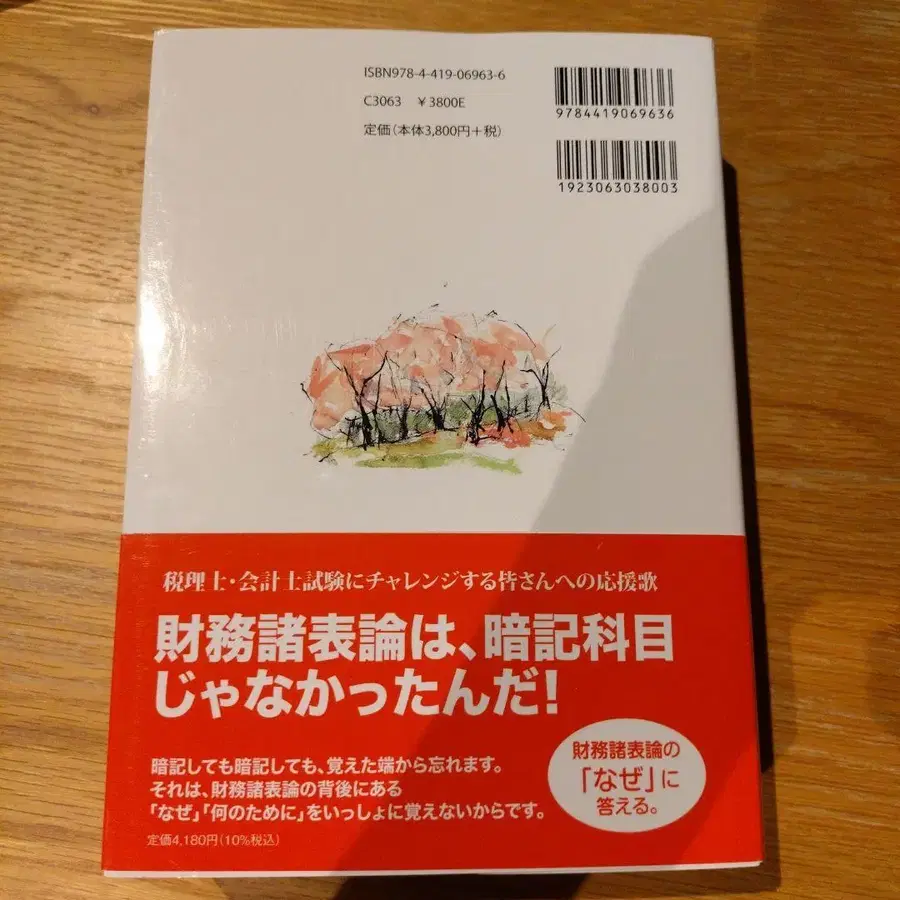 ISBN978-4-419-06963-6
C3063 ￥3800E
定価（本体3,800円＋税）
9784419069636
1923063038003
税理士・会計士試験にチャレンジする皆さんへの応援歌
財務諸表論は、暗記科目
じゃなかったんだ！
暗記しても暗記しても、覚えた端から忘れます。
それは、財務諸表論の背後にある
「なぜ」「何のために」をいっしょに覚えないからです。
定価4,180円（10%税込）
財務諸表論の
「なぜ」に
答える。